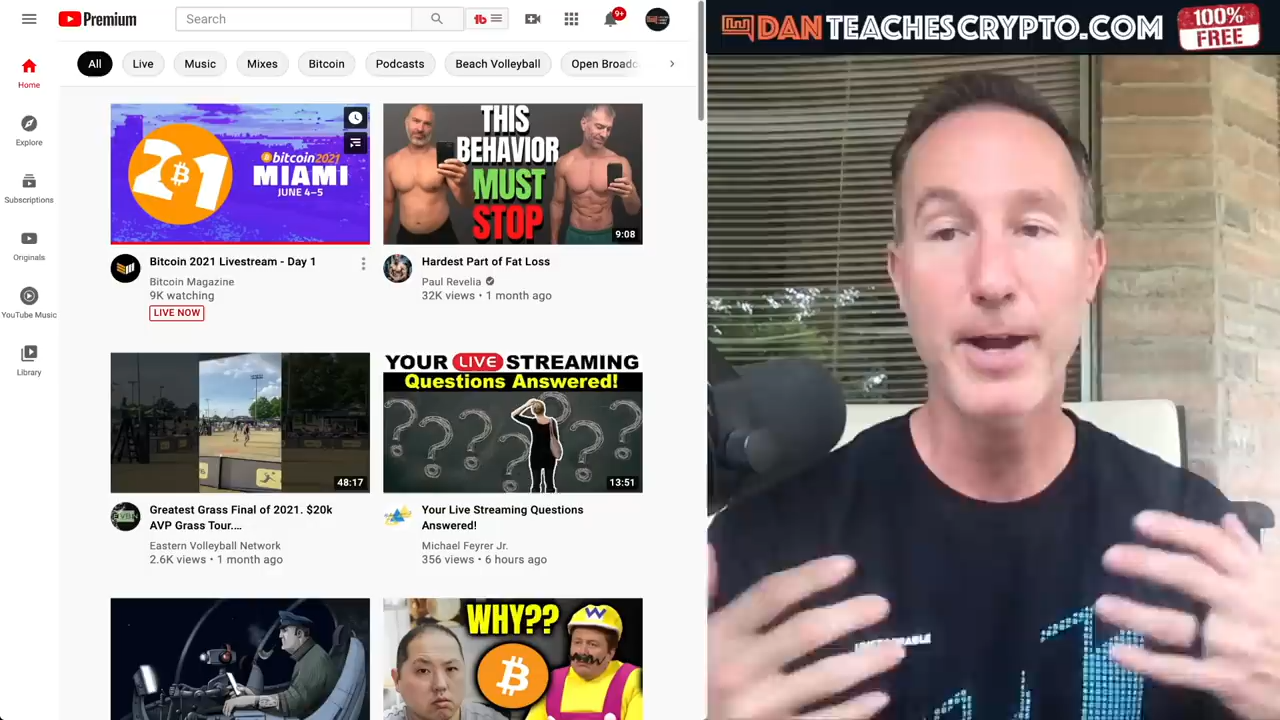 Premium
Search
tb
9+
All
Live
Music
Mixes
Bitcoin
Podcasts
Beach Volleyball
Open Broadc
Home
Explore
Subscriptions
Originals
YouTube Music
Library
21
bitcoin2021
MIAMI
JUNE 4–5
Bitcoin 2021 Livestream - Day 1
Bitcoin Magazine
9K watching
LIVE NOW
THIS
BEHAVIOR
MUST
STOP
9:08
Hardest Part of Fat Loss
Paul Revelia
32K views • 1 month ago
48:17
Greatest Grass Final of 2021. $20k
AVP Grass Tour....
Eastern Volleyball Network
2.6K views • 1 month ago
YOUR LIVE STREAMING
Questions Answered!
13:51
Your Live Streaming Questions
Answered!
Michael Feyrer Jr.
356 views • 6 hours ago
WHY??
W
DANTEACHESCRYPTO.COM
100%
FREE